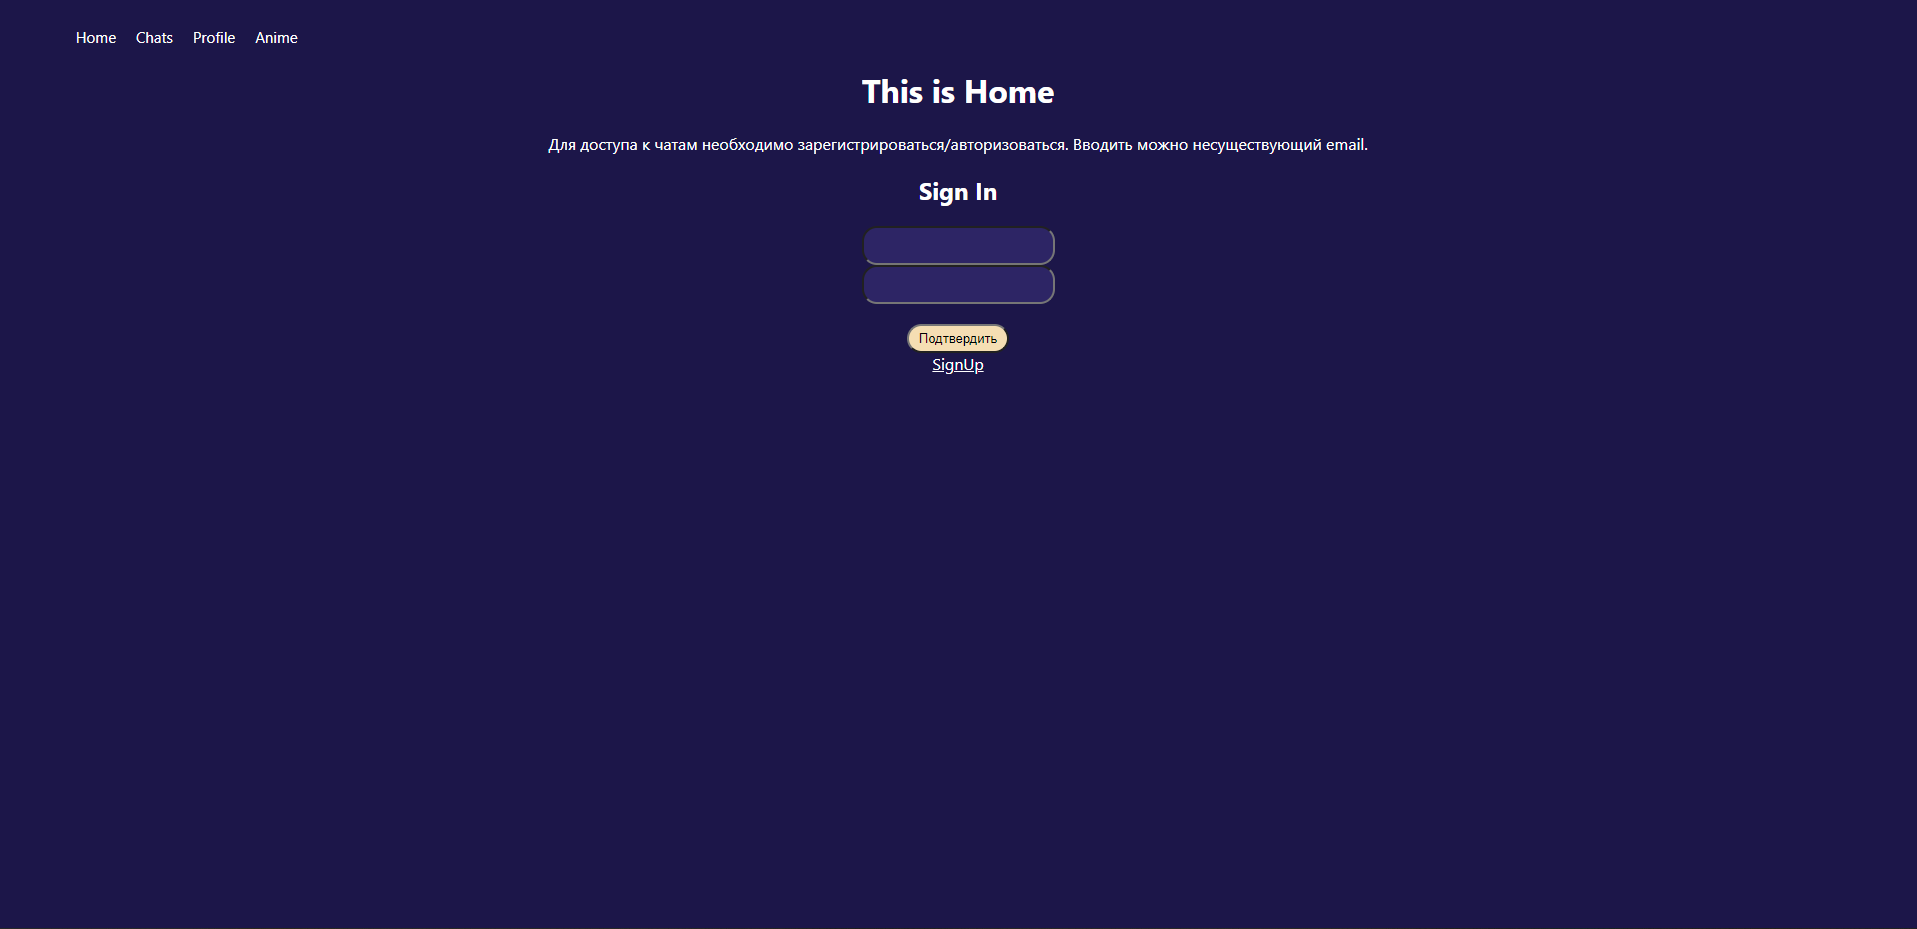 Home Chats Profile Anime
This is Home
Для доступа к чатам необходимо зарегистрироваться/авторизоваться. Вводить можно несуществующий email.
Sign In
Подтвердить
SignUp